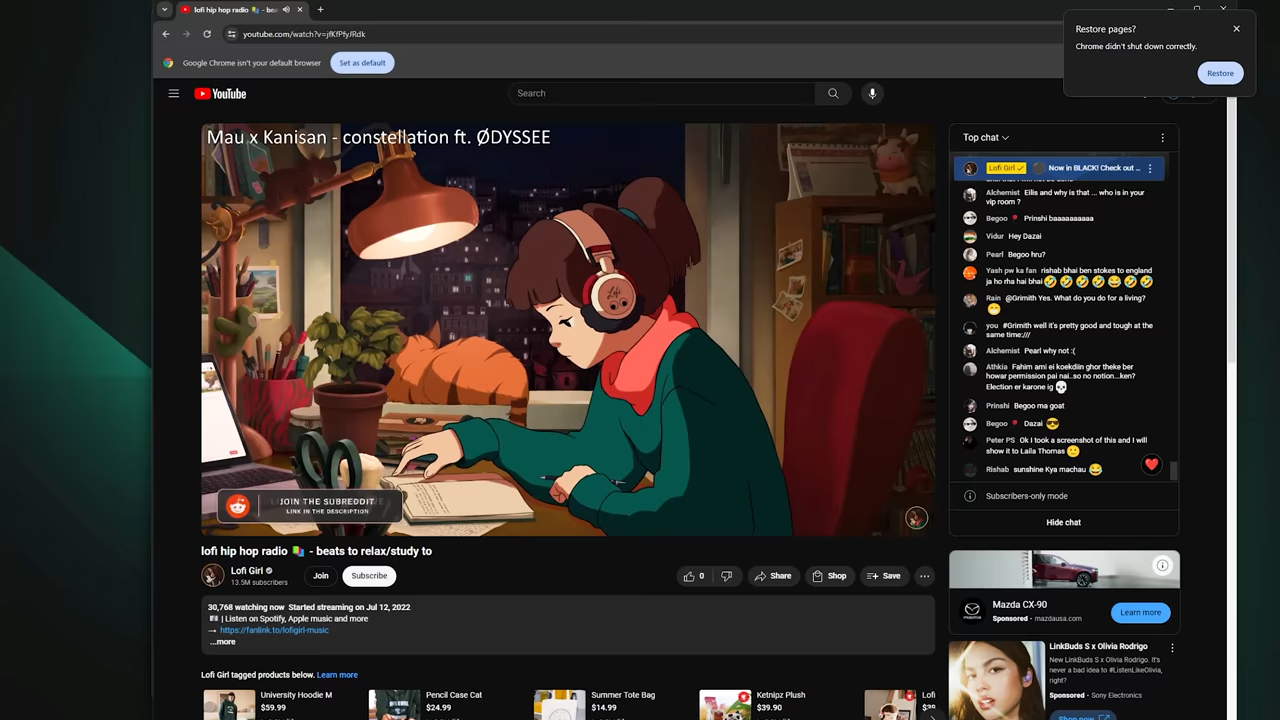 lofi hip hop radio 📚 - bea
youtube.com/watch?v=jfKfPfyJRdk
Google Chrome isn't your default browser
Set as default
Restore pages?
Chrome didn't shut down correctly.
Restore
YouTube
Search
Mau x Kanisan - constellation ft. ØDYSSEE
JOIN THE SUBREDDIT
LINK IN THE DESCRIPTION
Top chat
Lofi Girl Now in BLACK! Check out ...
Alchemist Eilis and why is that ... who is in your
vip room ?
Begoo Prinshi baaaaaaaaaa
Vidur Hey Dazai
Pearl Begoo hru?
Yash pw ka fan rishab bhai ben stokes to england
ja ho rha hai bhai🤣🤣🤣🤣😂🤣🤣
Rain @Grimith Yes. What do you do for a living?
😁
you #Grimith well it's pretty good and tough at the
same time:///
Alchemist Pearl why not :(
Athkia Fahim ami ei koekdiin ghor theke ber
howar permission pai nai..so no notion...ken?
Election er karone ig 💀
Prinshi Begoo ma goat
Begoo Dazai 😎
Peter PS Ok I took a screenshot of this and I will
show it to Laila Thomas 🙂
Rishab sunshine Kya machau 😂
Subscribers-only mode
Hide chat
lofi hip hop radio 📚 - beats to relax/study to
Lofi Girl
13.5M subscribers
Join
Subscribe
0
Share
Shop
Save
30,768 watching now Started streaming on Jul 12, 2022
| Listen on Spotify, Apple music and more
→ https://fanlink.to/lofigirl-music
...more
Lofi Girl tagged products below. Learn more
University Hoodie M
$59.99
Pencil Case Cat
$24.99
Summer Tote Bag
$14.99
Ketnipz Plush
$39.90
Lofi
$09
Mazda CX-90
Sponsored · mazdausa.com
Learn more
LinkBuds S x Olivia Rodrigo
New LinkBuds S x Olivia Rodrigo. It's
never a bad idea to #ListenLikeOlivia,
right?
Sponsored · Sony Electronics
Shop now